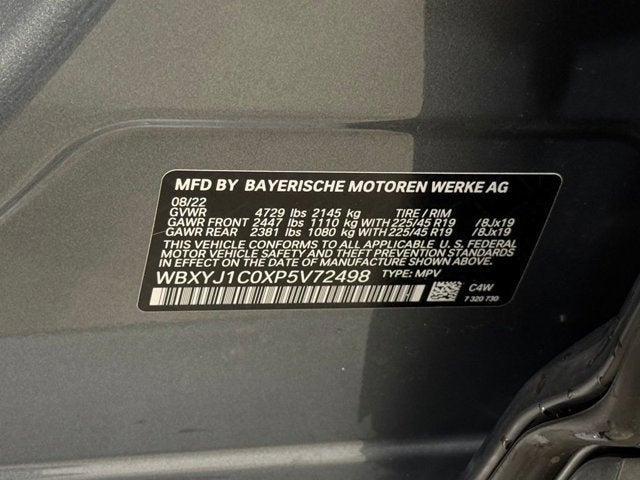 MFD BY BAYERISCHE MOTOREN WERKE AG
08/22
GVWR 4729 lbs 2145 kg TIRE / RIM
GAWR FRONT 2447 lbs 1110 kg WITH 225/45 R19 /8Jx19
GAWR REAR 2381 lbs 1080 kg WITH 225/45 R19 /8Jx19
THIS VEHICLE CONFORMS TO ALL APPLICABLE U. S. FEDERAL
MOTOR VEHICLE SAFETY AND THEFT PREVENTION STANDARDS
IN EFFECT ON THE DATE OF MANUFACTURE SHOWN ABOVE.
WBXYJ1C0XP5V72498 TYPE: MPV
C4W
7 320 730